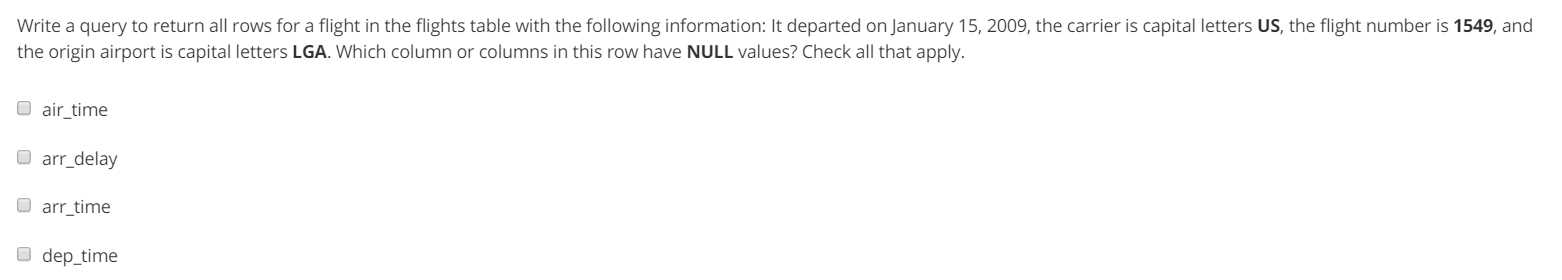 Write a query to return all rows for a flight in the flights table with the following information: It departed on January 15, 2009, the carrier is capital letters US, the flight number is 1549, and
the origin airport is capital letters LGA. Which column or columns in this row have NULL values? Check all that apply.
air_time
arr_delay
arr_time
dep_time